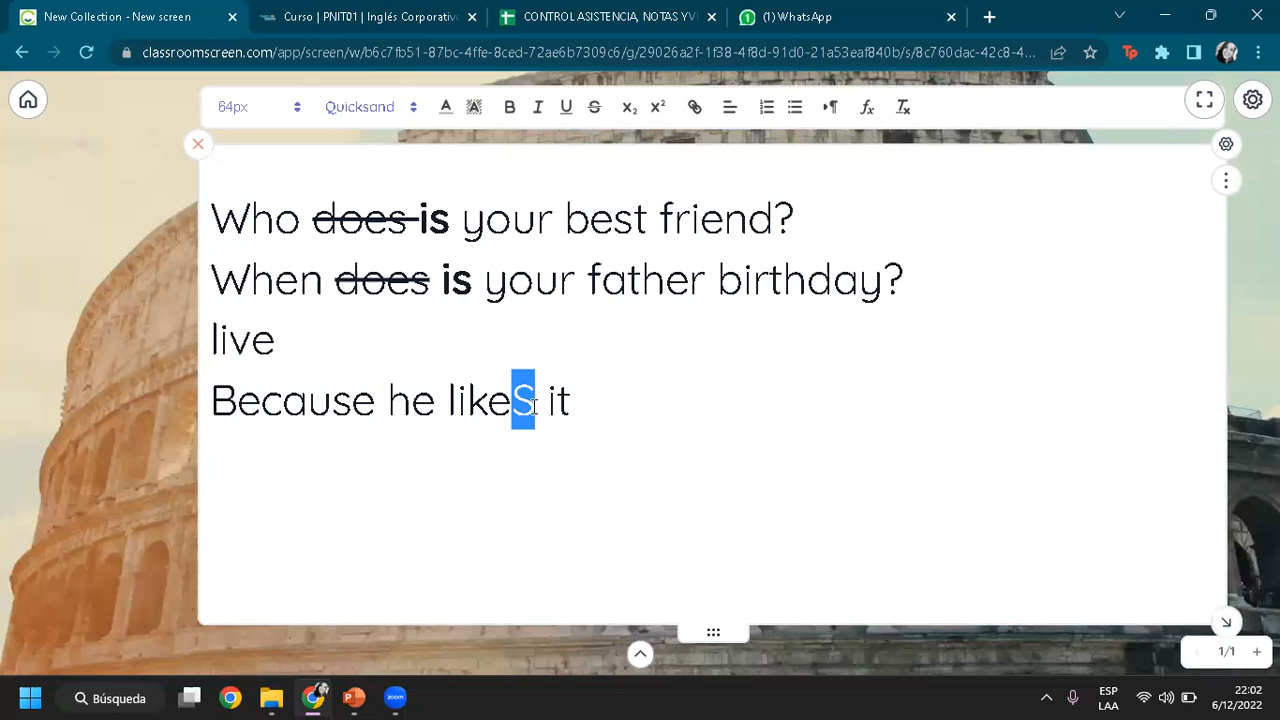 New Collection - New screen
Curso | PNIT01 | Inglés Corporativo
CONTROL ASISTENCIA, NOTAS Y VI
(1) WhatsApp
classroomscreen.com/app/screen/w/b6c7fb51-87bc-4ffe-8ced-72ae6b7309c6/g/29026a2f-1f38-4f8d-91d0-21a53eaf840b/s/8c760dac-42c8-4...
64px
Quicksand
Who does is your best friend?
When does is your father birthday?
live
Because he likeS it
1/1
Búsqueda
zoom
ESP
LAA
22:02
6/12/2022